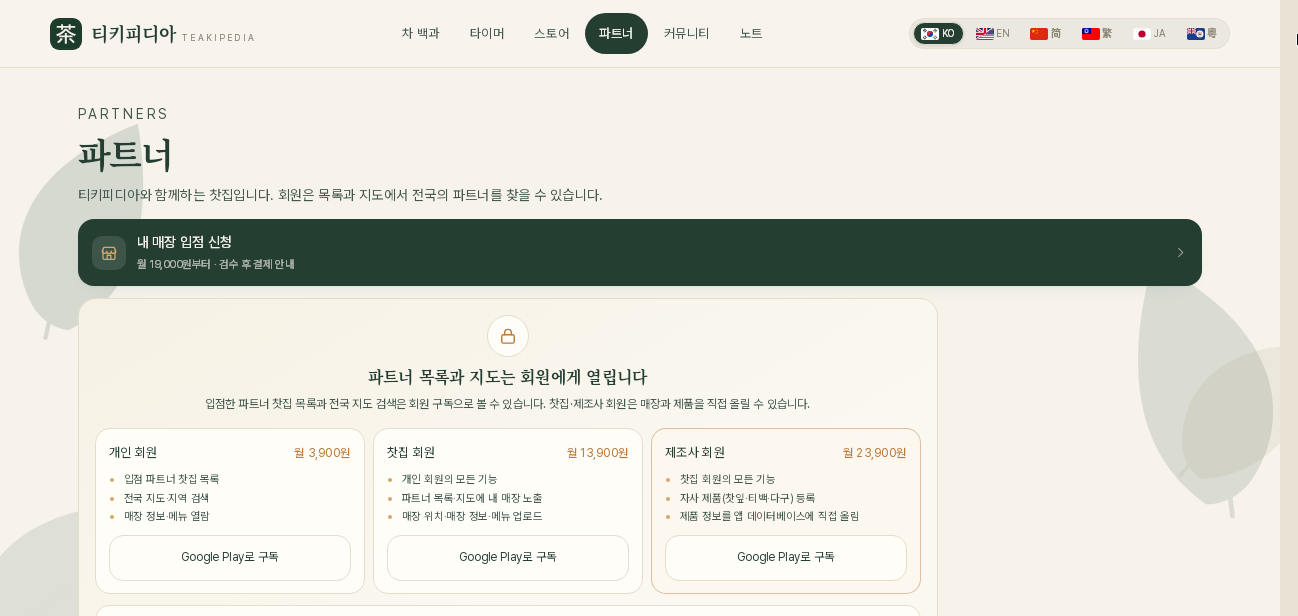 茶 티키피디아 TEAKIPEDIA
차 백과 타이머 스토어 파트너 커뮤니티 노트
KO EN 简 繁 JA 粵
PARTNERS
파트너
티키피디아와 함께하는 찻집입니다. 회원은 목록과 지도에서 전국의 파트너를 찾을 수 있습니다.
내 매장 입점 신청
월 19,000원부터 · 검수 후 결제 안내
파트너 목록과 지도는 회원에게 열립니다
입점한 파트너 찻집 목록과 전국 지도 검색은 회원 구독으로 볼 수 있습니다. 찻집·제조사 회원은 매장과 제품을 직접 올릴 수 있습니다.
개인 회원 월 3,900원
입점 파트너 찻집 목록
전국 지도·지역 검색
매장 정보·메뉴 열람
Google Play로 구독
찻집 회원 월 13,900원
개인 회원의 모든 기능
파트너 목록·지도에 내 매장 노출
매장 위치·매장 정보·메뉴 업로드
Google Play로 구독
제조사 회원 월 23,900원
찻집 회원의 모든 기능
자사 제품(찻잎·티백·다구) 등록
제품 정보를 앱 데이터베이스에 직접 올림
Google Play로 구독